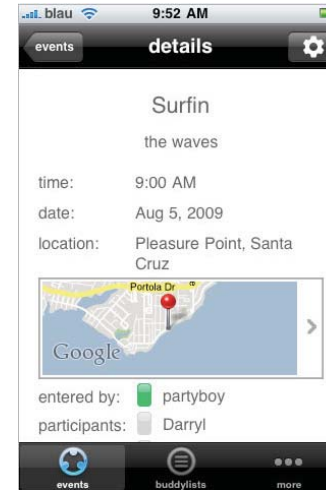 blau 9:52 AM
events details
Surfin
the waves
time: 9:00 AM
date: Aug 5, 2009
location: Pleasure Point, Santa
Cruz
Portola Dr
Google
entered by: partyboy
participants: Darryl
events buddylists more